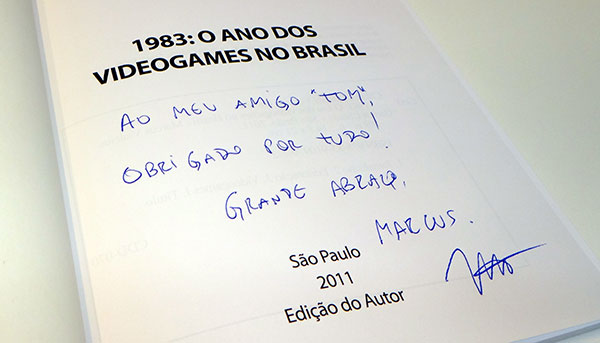 1983: O ANO DOS
VIDEOGAMES NO BRASIL
AO MEU AMIGO "TOM",
OBRIGADO POR TUDO!
GRANDE ABRAÇO,
MARCUS.
São Paulo
2011
Edição do Autor